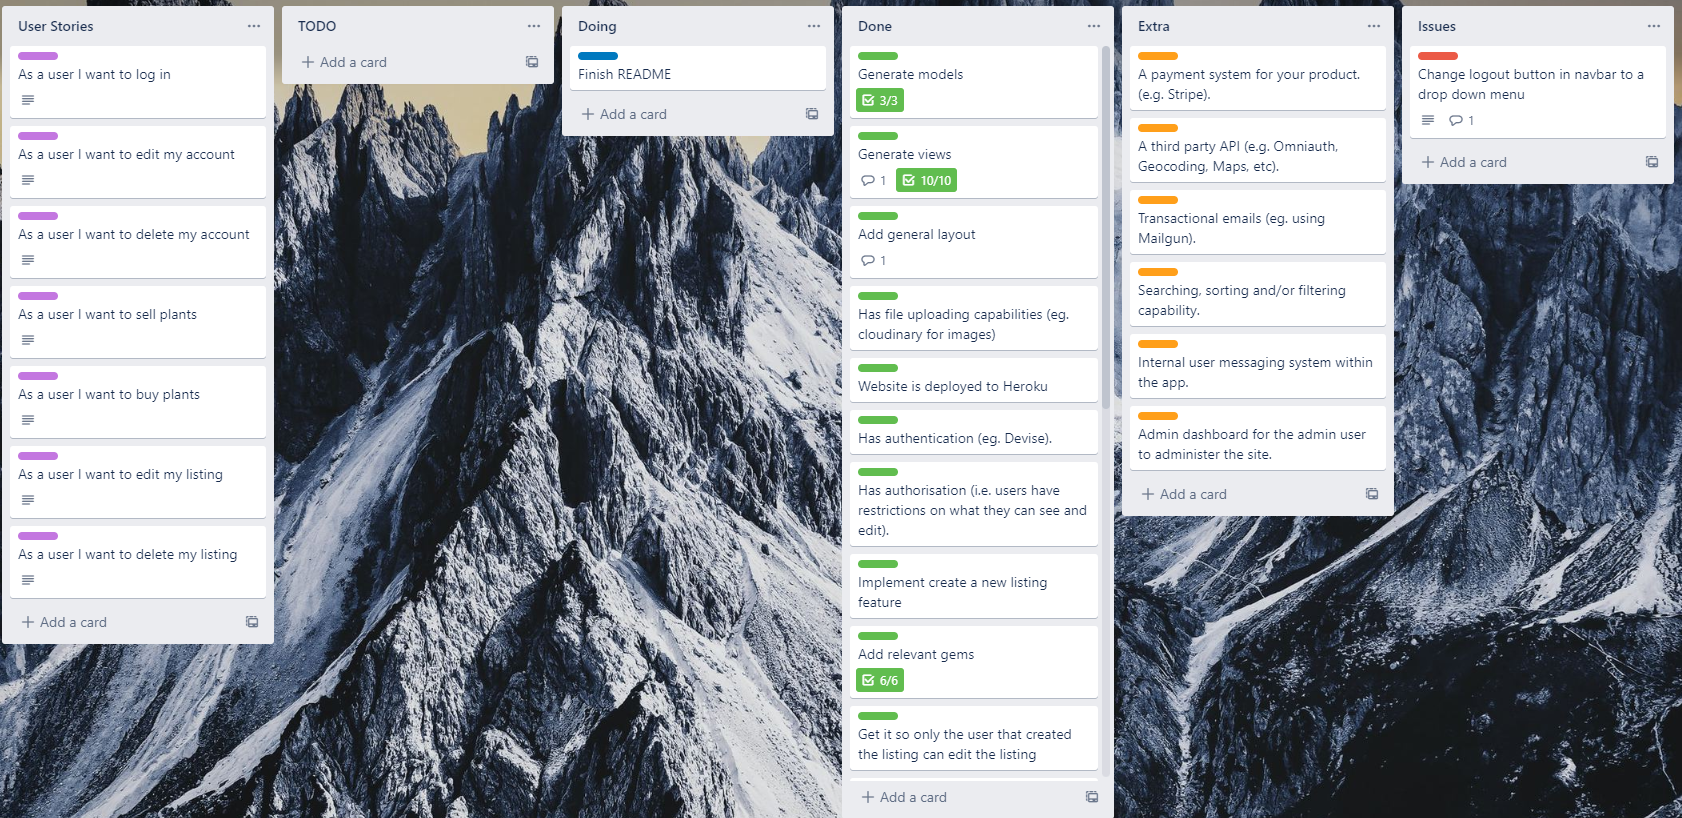 User Stories
As a user I want to log in
As a user I want to edit my account
As a user I want to delete my account
As a user I want to sell plants
As a user I want to buy plants
As a user I want to edit my listing
As a user I want to delete my listing
Add a card
TODO
Add a card
Doing
Finish README
Add a card
Done
Generate models
3/3
Generate views
1
10/10
Add general layout
1
Has file uploading capabilities (eg.
cloudinary for images)
Website is deployed to Heroku
Has authentication (eg. Devise).
Has authorisation (i.e. users have
restrictions on what they can see and
edit).
Implement create a new listing
feature
Add relevant gems
6/6
Get it so only the user that created
the listing can edit the listing
Add a card
Extra
A payment system for your product.
(e.g. Stripe).
A third party API (e.g. Omniauth,
Geocoding, Maps, etc).
Transactional emails (eg. using
Mailgun).
Searching, sorting and/or filtering
capability.
Internal user messaging system within
the app.
Admin dashboard for the admin user
to administer the site.
Add a card
Issues
Change logout button in navbar to a
drop down menu
1
Add a card